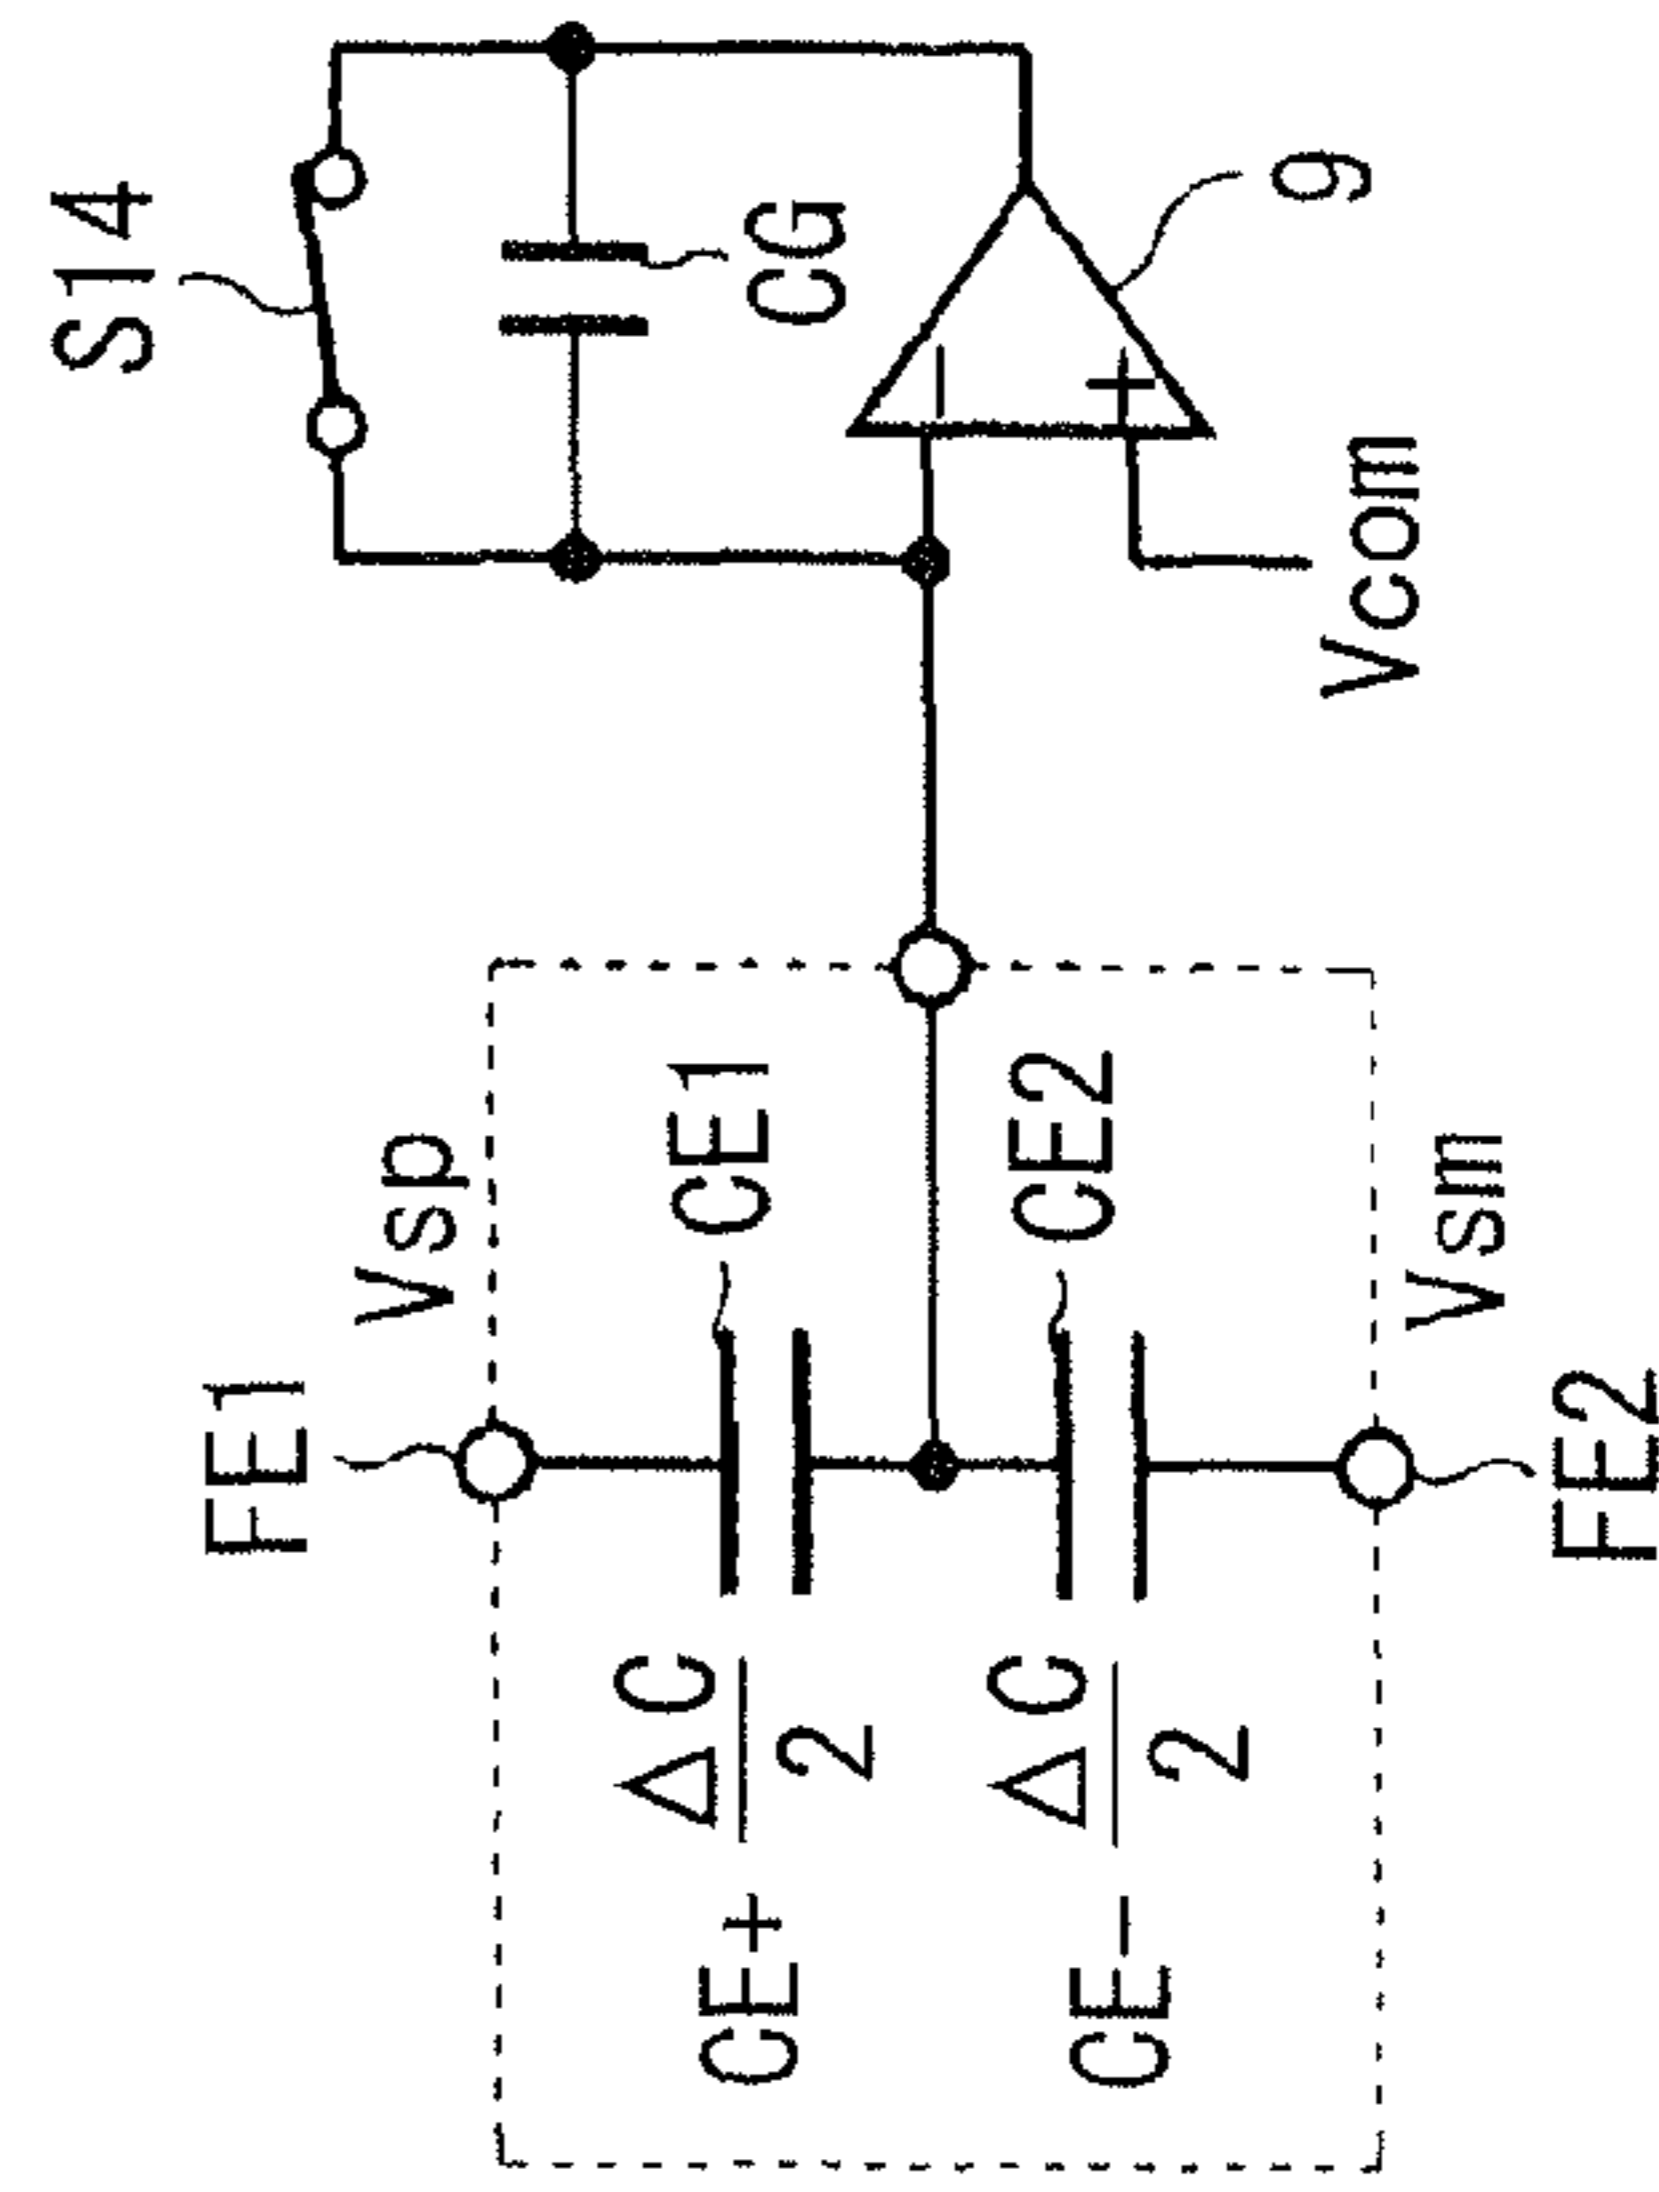 S14
CG
9
Vcom
FE1
Vsp
CE1
CE+ΔC/2
CE2
CE-ΔC/2
FE2
Vsm
-
+